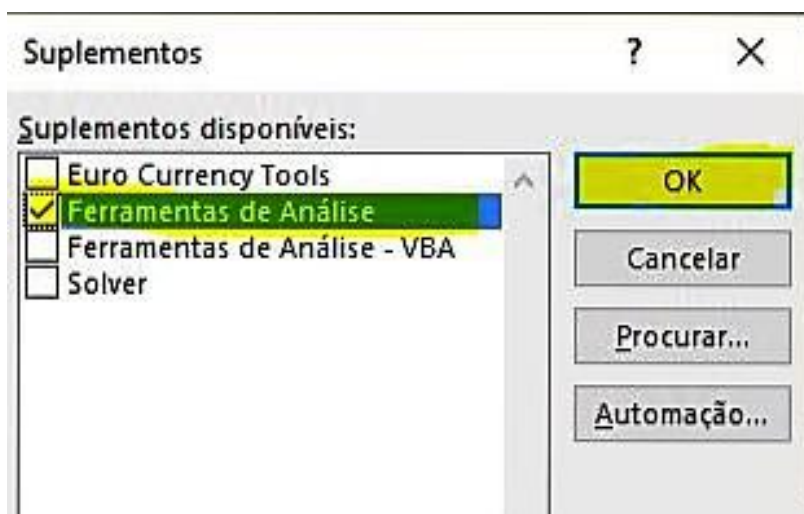 Suplementos ? ×
Suplementos disponíveis:
Euro Currency Tools
Ferramentas de Análise
Ferramentas de Análise - VBA
Solver
OK
Cancelar
Procurar...
Automação...